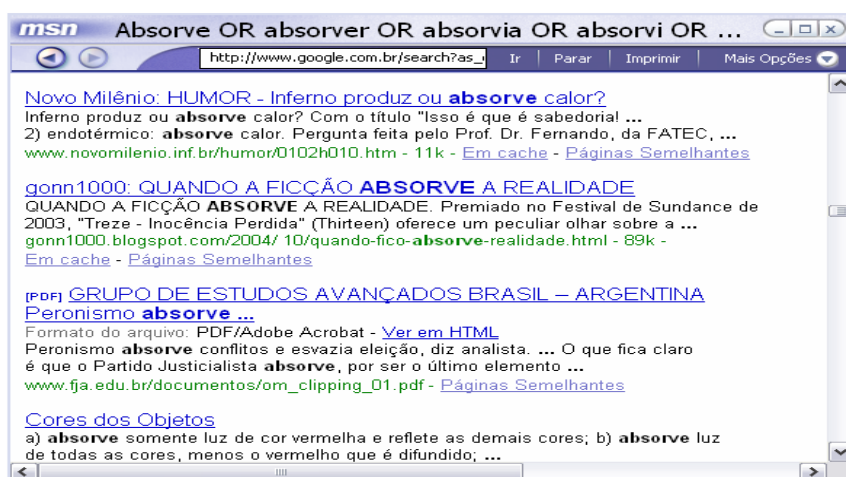 msn Absorve OR absorver OR absorvia OR absorvi OR ...
http://www.google.com.br/search?as_ Ir Parar Imprimir Mais Opções
Novo Milênio: HUMOR - Inferno produz ou absorve calor?
Inferno produz ou absorve calor? Com o título "Isso é que é sabedoria! ...
2) endotérmico: absorve calor. Pergunta feita pelo Prof. Dr. Fernando, da FATEC, ...
www.novomilenio.inf.br/humor/0102h010.htm - 11k - Em cache - Páginas Semelhantes
gonn1000: QUANDO A FICÇÃO ABSORVE A REALIDADE
QUANDO A FICÇÃO ABSORVE A REALIDADE. Premiado no Festival de Sundance de
2003, "Treze - Inocência Perdida" (Thirteen) oferece um peculiar olhar sobre a ...
gonn1000.blogspot.com/2004/ 10/quando-fico-absorve-realidade.html - 89k -
Em cache - Páginas Semelhantes
[PDF] GRUPO DE ESTUDOS AVANÇADOS BRASIL – ARGENTINA
Peronismo absorve ...
Formato do arquivo: PDF/Adobe Acrobat - Ver em HTML
Peronismo absorve conflitos e esvazia eleição, diz analista. ... O que fica claro
é que o Partido Justicialista absorve, por ser o último elemento ...
www.fja.edu.br/documentos/om_clipping_01.pdf - Páginas Semelhantes
Cores dos Objetos
a) absorve somente luz de cor vermelha e reflete as demais cores; b) absorve luz
de todas as cores, menos o vermelho que é difundido; ...